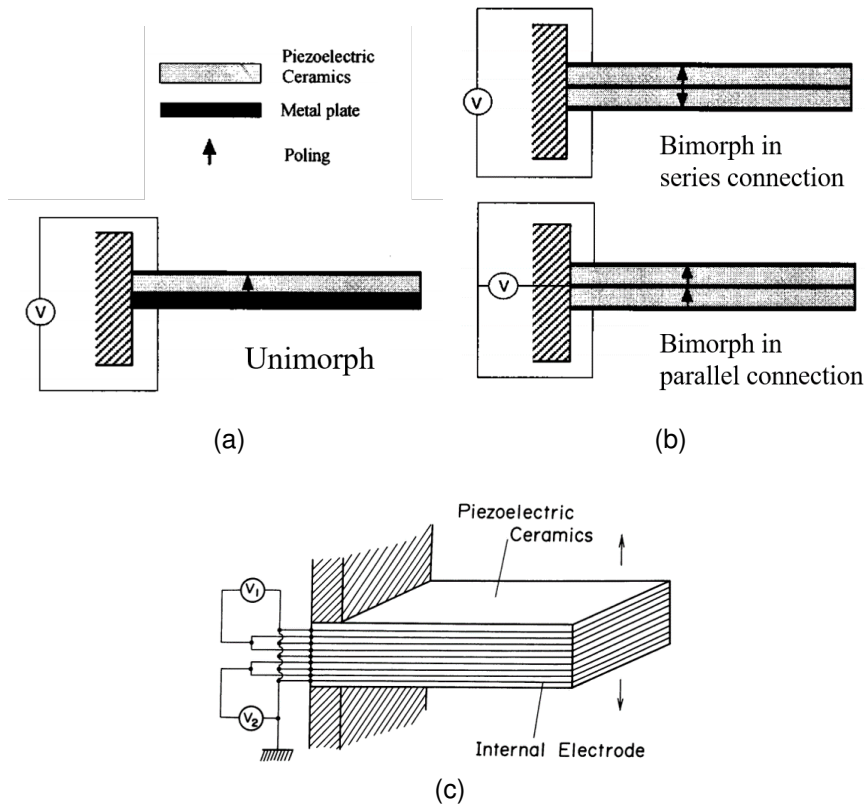 Piezoelectric
Ceramics
Metal plate
Poling
V
Unimorph
(a)
V
Bimorph in
series connection
V
Bimorph in
parallel connection
(b)
Piezoelectric
Ceramics
V1
V2
Internal Electrode
(c)